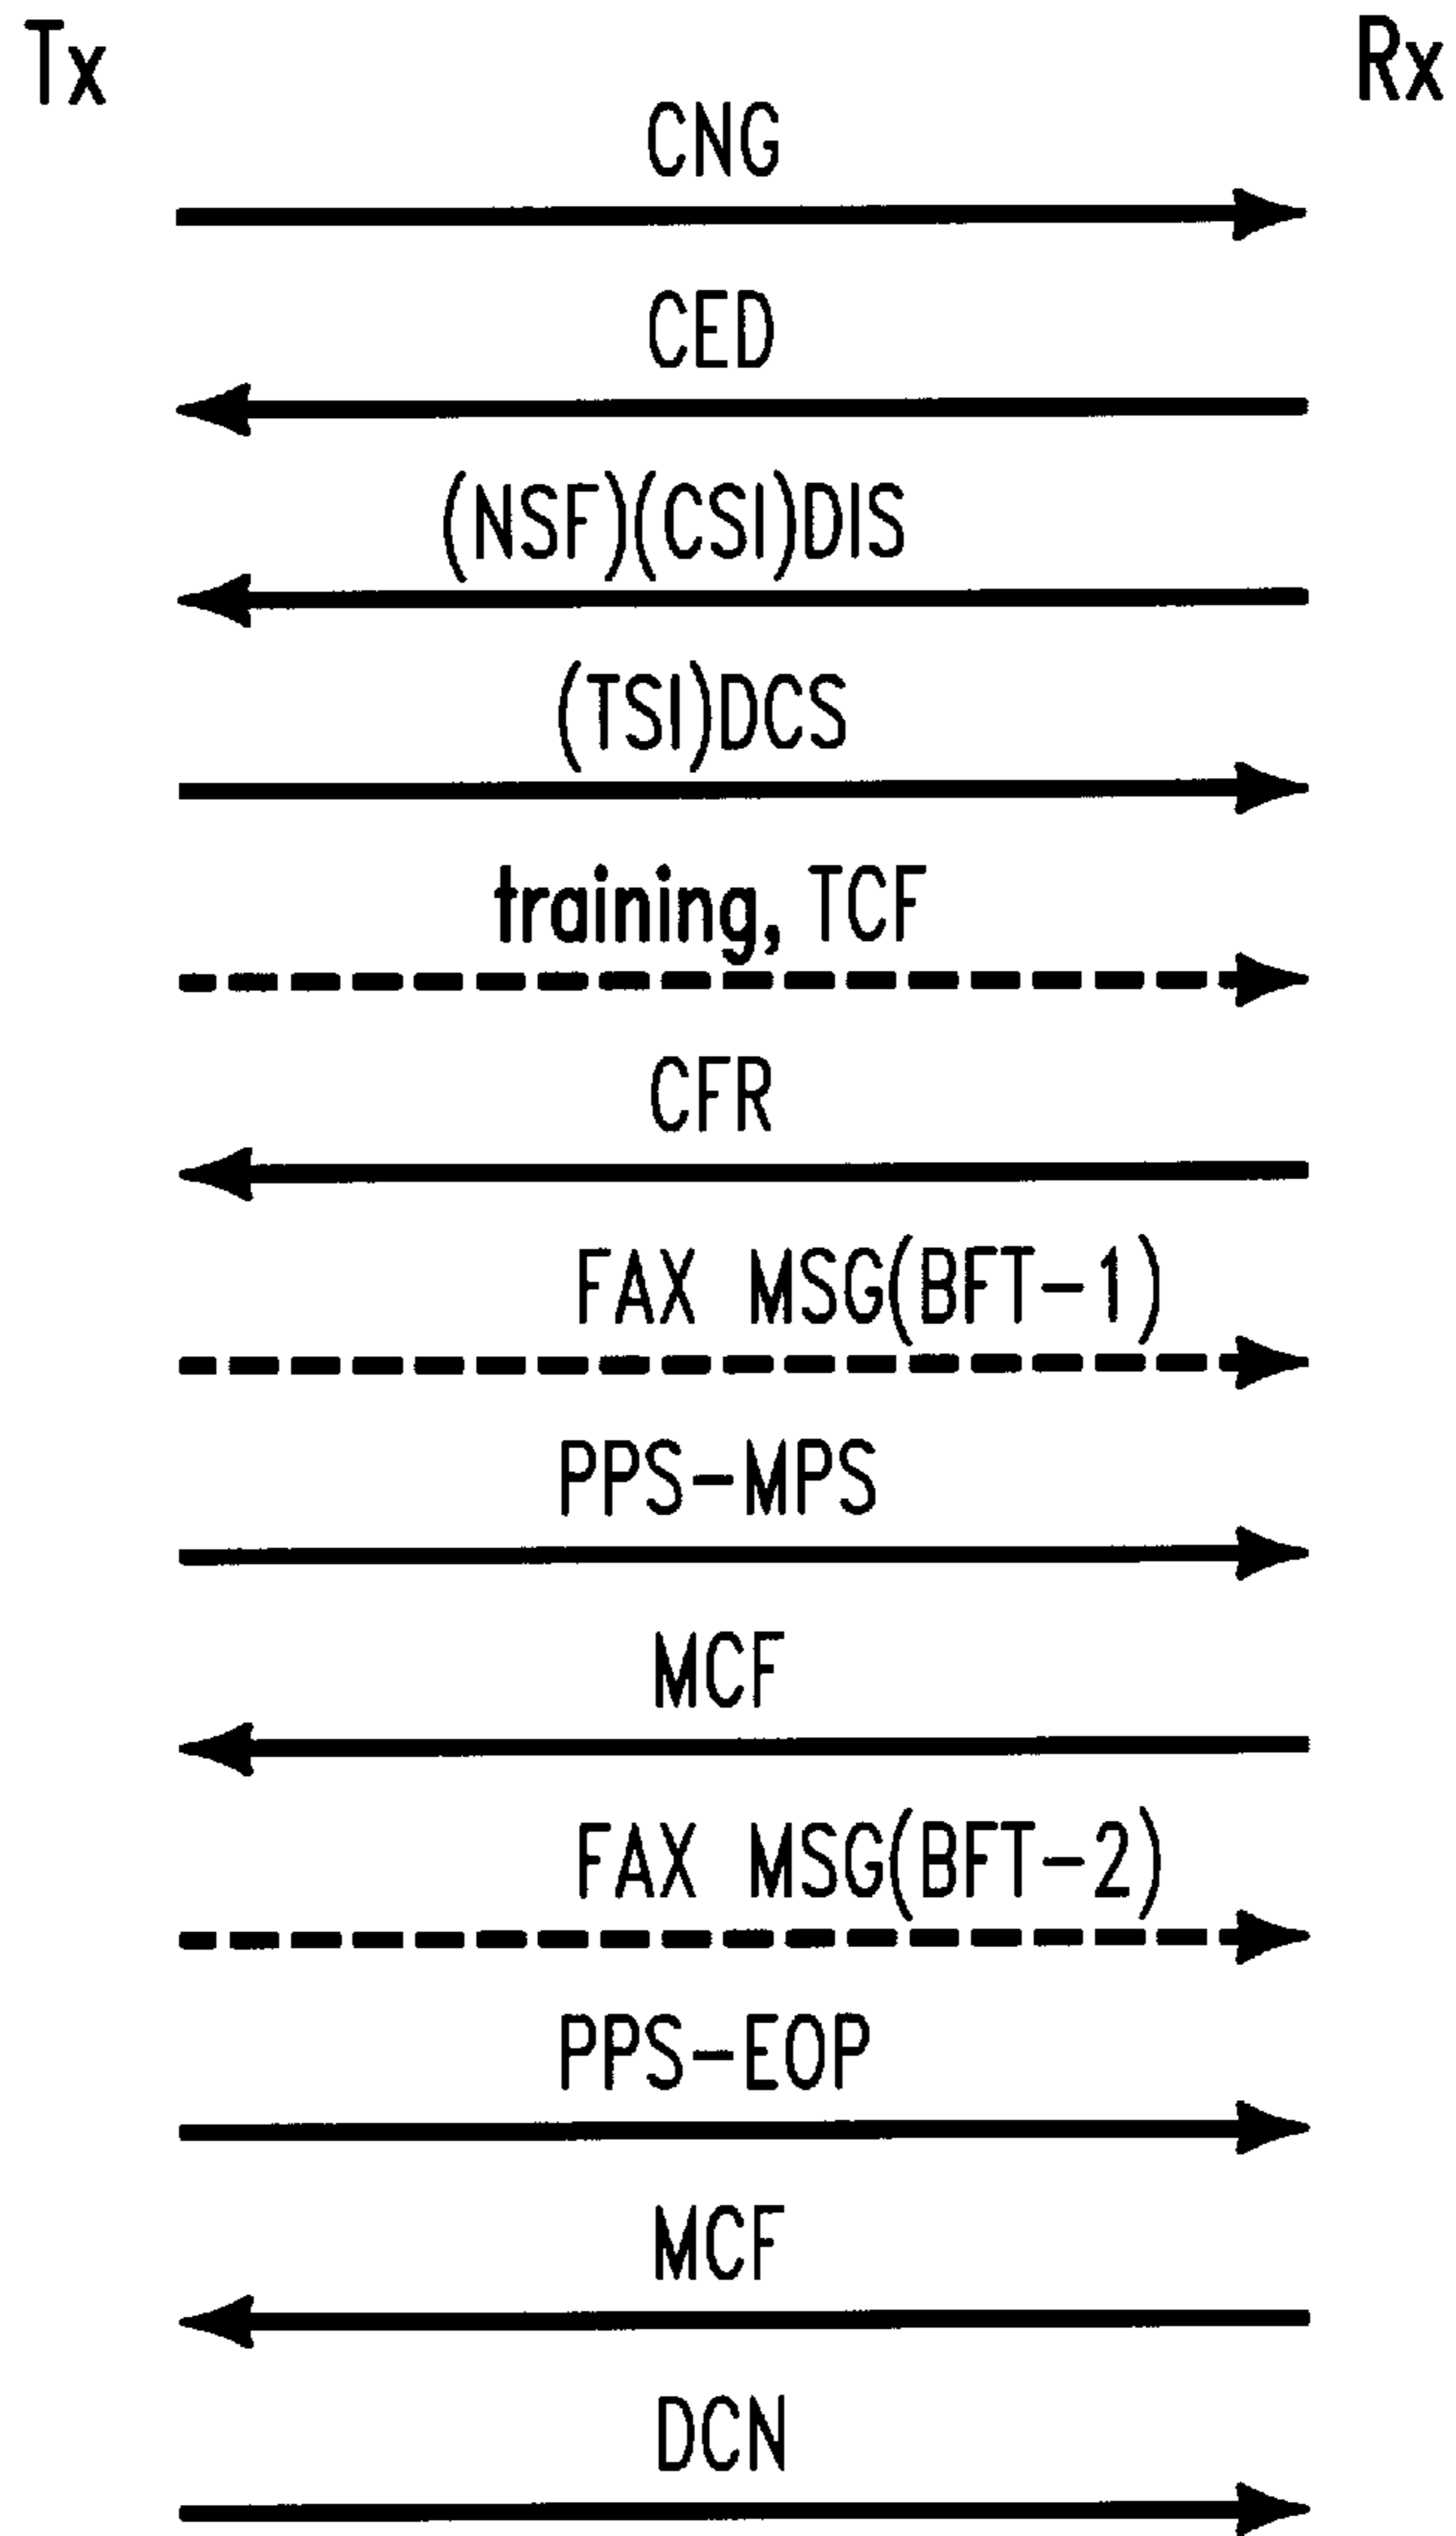 Tx Rx
CNG
CED
(NSF)(CSI)DIS
(TSI)DCS
training, TCF
CFR
FAX MSG(BFT-1)
PPS-MPS
MCF
FAX MSG(BFT-2)
PPS-EOP
MCF
DCN